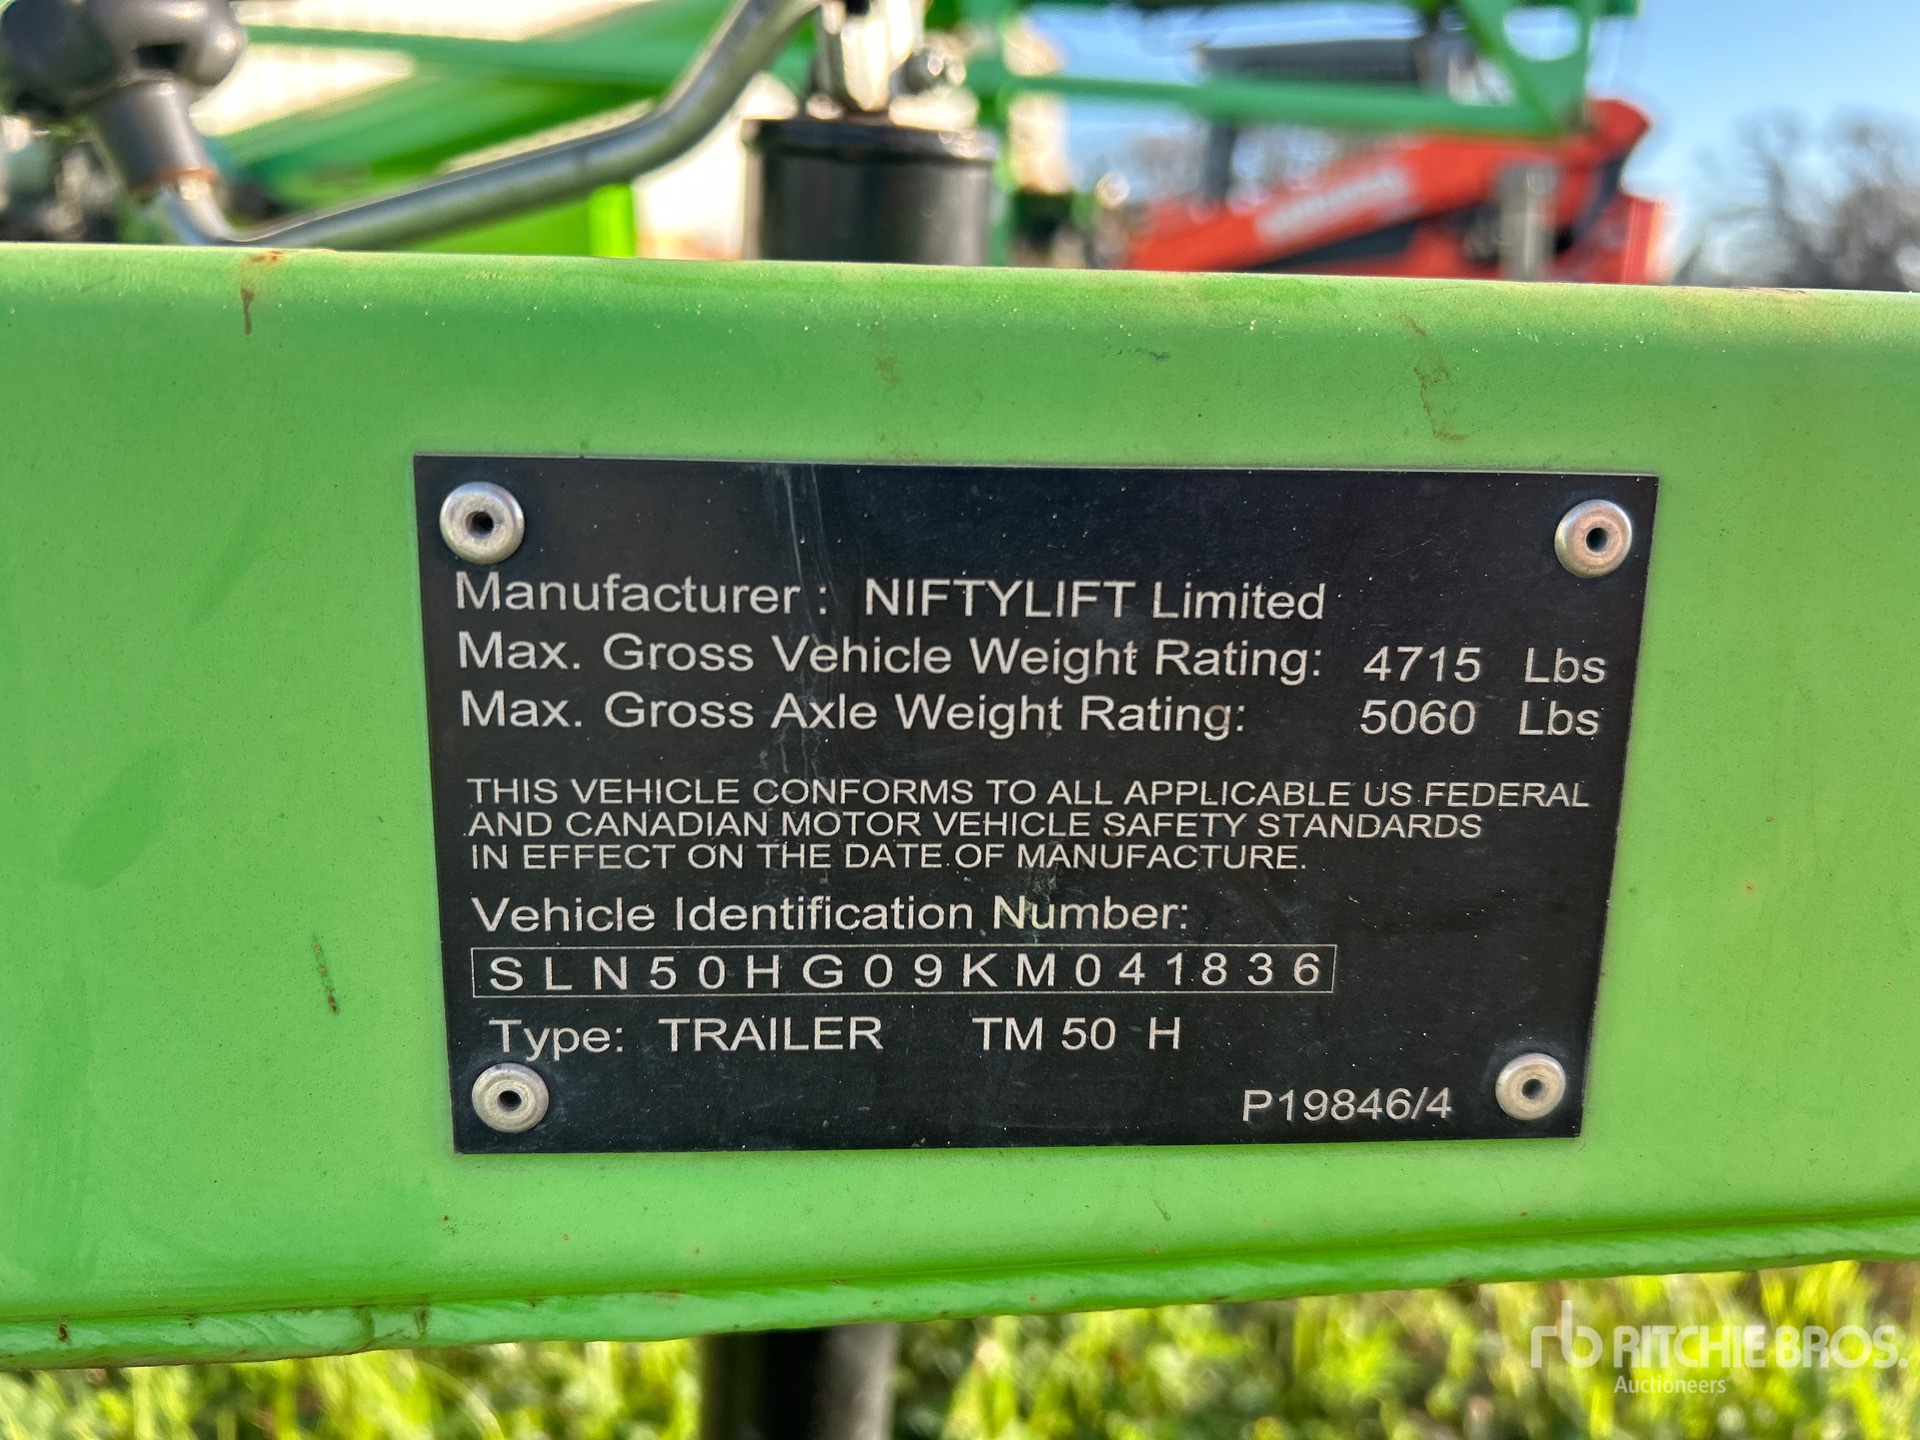 Manufacturer : NIFTYLIFT Limited
Max. Gross Vehicle Weight Rating: 4715 Lbs
Max. Gross Axle Weight Rating: 5060 Lbs
THIS VEHICLE CONFORMS TO ALL APPLICABLE US FEDERAL
AND CANADIAN MOTOR VEHICLE SAFETY STANDARDS
IN EFFECT ON THE DATE OF MANUFACTURE.
Vehicle Identification Number:
SLN50HG09KM041836
Type: TRAILER TM 50 H
P19846/4
rb RITCHIE BROS.
Auctioneers